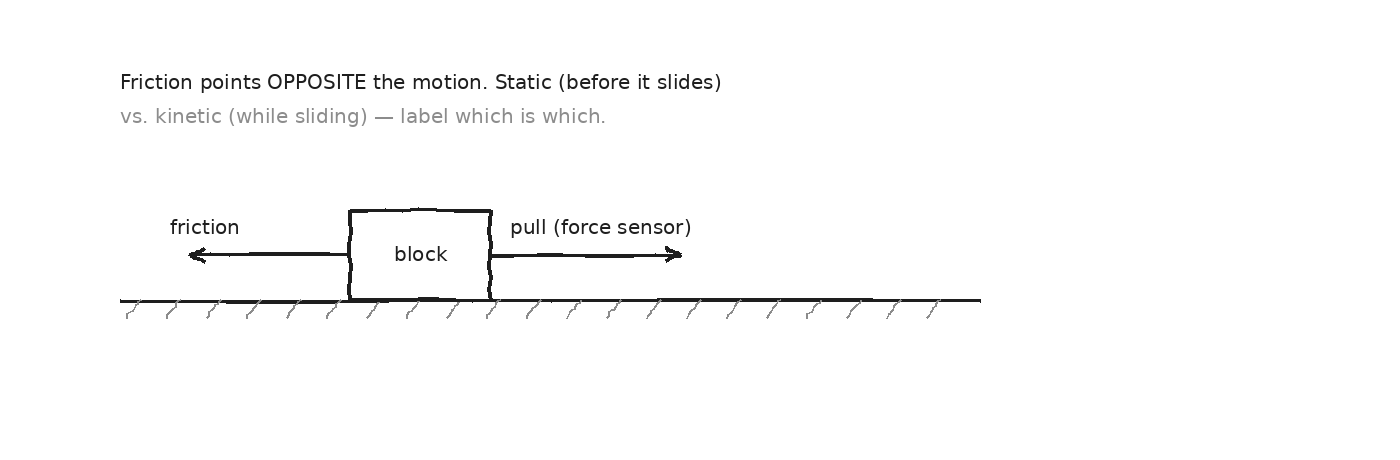 Friction points OPPOSITE the motion. Static (before it slides)
vs. kinetic (while sliding) — label which is which.
friction
pull (force sensor)
block